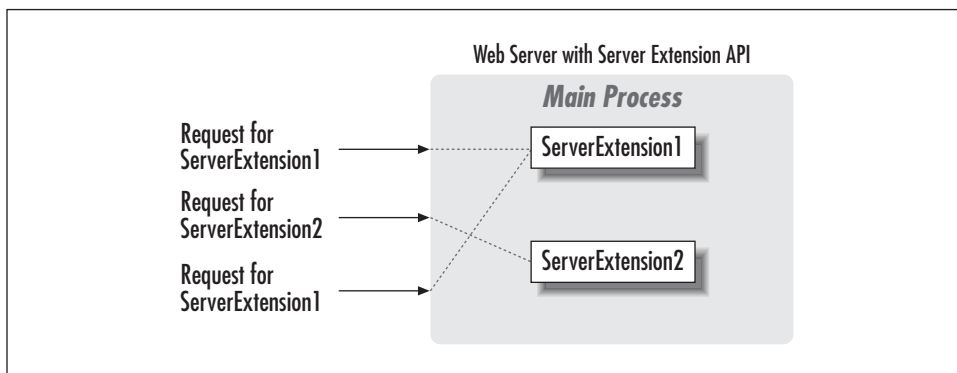 Web Server with Server Extension API
Main Process
Request for
ServerExtension1
ServerExtension1
Request for
ServerExtension2
ServerExtension2
Request for
ServerExtension1